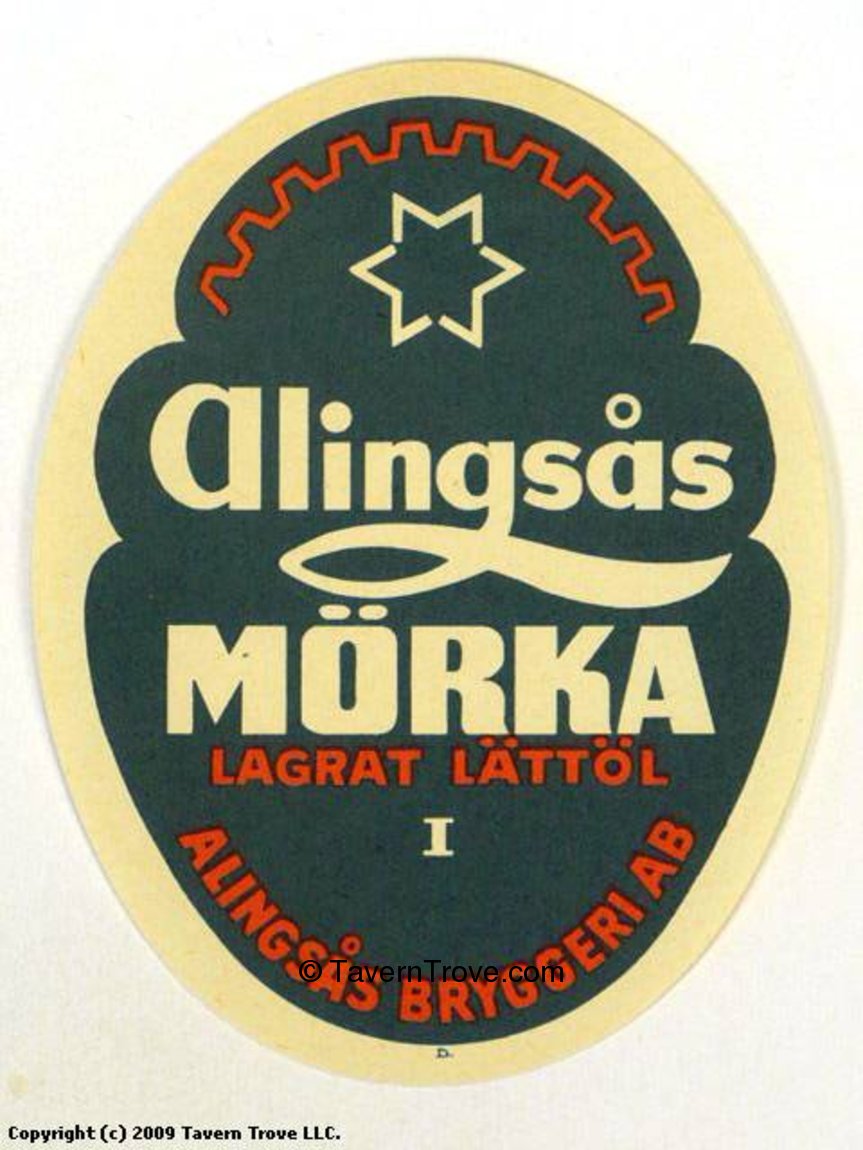 alingsås
MÖRKA
LAGRAT LÄTTÖL
I
ALINGSÅS BRYGGERI AB
© TavernTrove.com
D.
Copyright (c) 2009 Tavern Trove LLC.